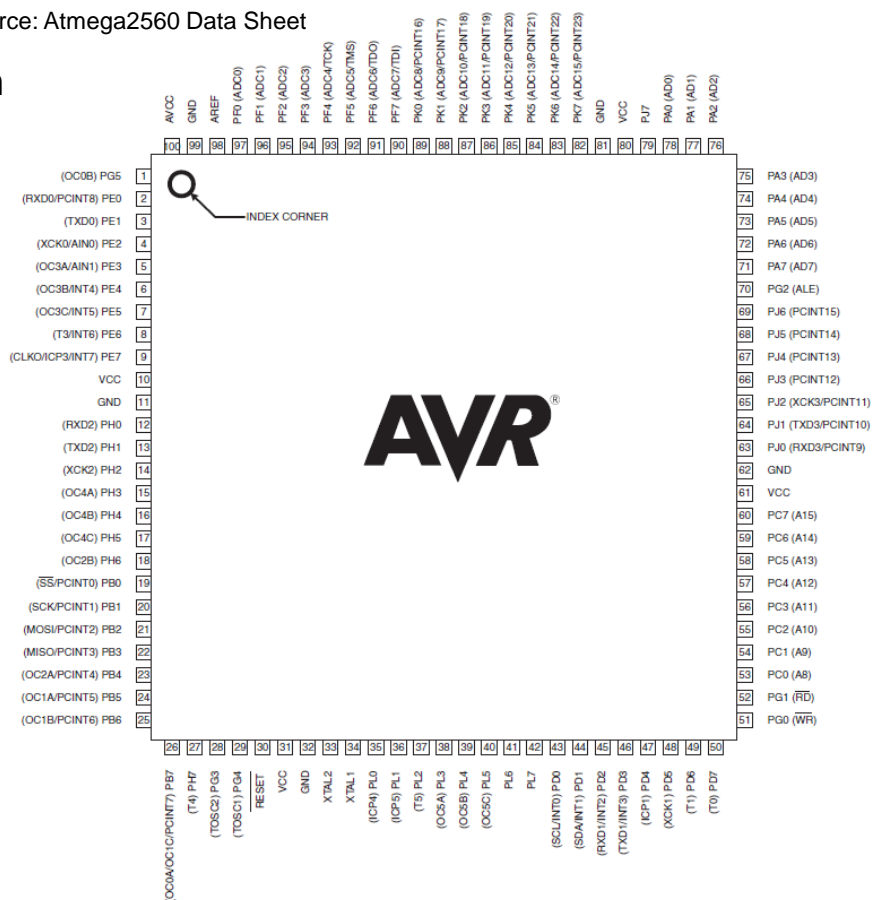 rce: Atmega2560 Data Sheet
AVCC
GND
AREF
PF0 (ADC0)
PF1 (ADC1)
PF2 (ADC2)
PF3 (ADC3)
PF4 (ADC4/TCK)
PF5 (ADC5/TMS)
PF6 (ADC6/TDO)
PF7 (ADC7/TDI)
PK0 (ADC8/PCINT16)
PK1 (ADC9/PCINT17)
PK2 (ADC10/PCINT18)
PK3 (ADC11/PCINT19)
PK4 (ADC12/PCINT20)
PK5 (ADC13/PCINT21)
PK6 (ADC14/PCINT22)
PK7 (ADC15/PCINT23)
GND
VCC
PJ7
PA0 (AD0)
PA1 (AD1)
PA2 (AD2)
100 99 98 97 96 95 94 93 92 91 90 89 88 87 86 85 84 83 82 81 80 79 78 77 76
(OC0B) PG5 1
(RXD0/PCINT8) PE0 2
(TXD0) PE1 3
(XCK0/AIN0) PE2 4
(OC3A/AIN1) PE3 5
(OC3B/INT4) PE4 6
(OC3C/INT5) PE5 7
(T3/INT6) PE6 8
(CLKO/ICP3/INT7) PE7 9
VCC 10
GND 11
(RXD2) PH0 12
(TXD2) PH1 13
(XCK2) PH2 14
(OC4A) PH3 15
(OC4B) PH4 16
(OC4C) PH5 17
(OC2B) PH6 18
(SS/PCINT0) PB0 19
(SCK/PCINT1) PB1 20
(MOSI/PCINT2) PB2 21
(MISO/PCINT3) PB3 22
(OC2A/PCINT4) PB4 23
(OC1A/PCINT5) PB5 24
(OC1B/PCINT6) PB6 25
INDEX CORNER
AVR®
75 PA3 (AD3)
74 PA4 (AD4)
73 PA5 (AD5)
72 PA6 (AD6)
71 PA7 (AD7)
70 PG2 (ALE)
69 PJ6 (PCINT15)
68 PJ5 (PCINT14)
67 PJ4 (PCINT13)
66 PJ3 (PCINT12)
65 PJ2 (XCK3/PCINT11)
64 PJ1 (TXD3/PCINT10)
63 PJ0 (RXD3/PCINT9)
62 GND
61 VCC
60 PC7 (A15)
59 PC6 (A14)
58 PC5 (A13)
57 PC4 (A12)
56 PC3 (A11)
55 PC2 (A10)
54 PC1 (A9)
53 PC0 (A8)
52 PG1 (RD)
51 PG0 (WR)
26 27 28 29 30 31 32 33 34 35 36 37 38 39 40 41 42 43 44 45 46 47 48 49 50
(OC0A/OC1C/PCINT7) PB7
(T4) PH7
(TOSC2) PG3
(TOSC1) PG4
RESET
VCC
GND
XTAL2
XTAL1
(ICP4) PL0
(ICP5) PL1
(T5) PL2
(OC5A) PL3
(OC5B) PL4
(OC5C) PL5
PL6
PL7
(SCL/INT0) PD0
(SDA/INT1) PD1
(RXD1/INT2) PD2
(TXD1/INT3) PD3
(ICP1) PD4
(XCK1) PD5
(T1) PD6
(T0) PD7